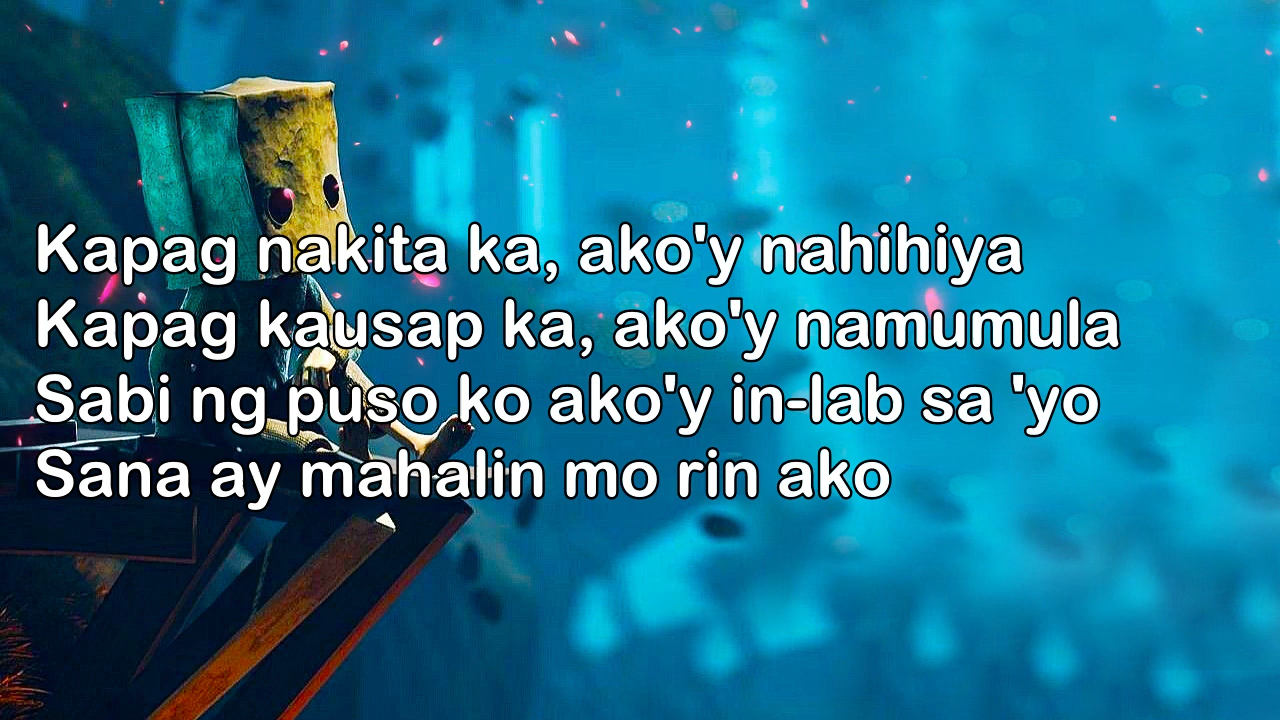 Kapag nakita ka, ako'y nahihiya
Kapag kausap ka, ako'y namumula
Sabi ng puso ko ako'y in-lab sa 'yo
Sana ay mahalin mo rin ako